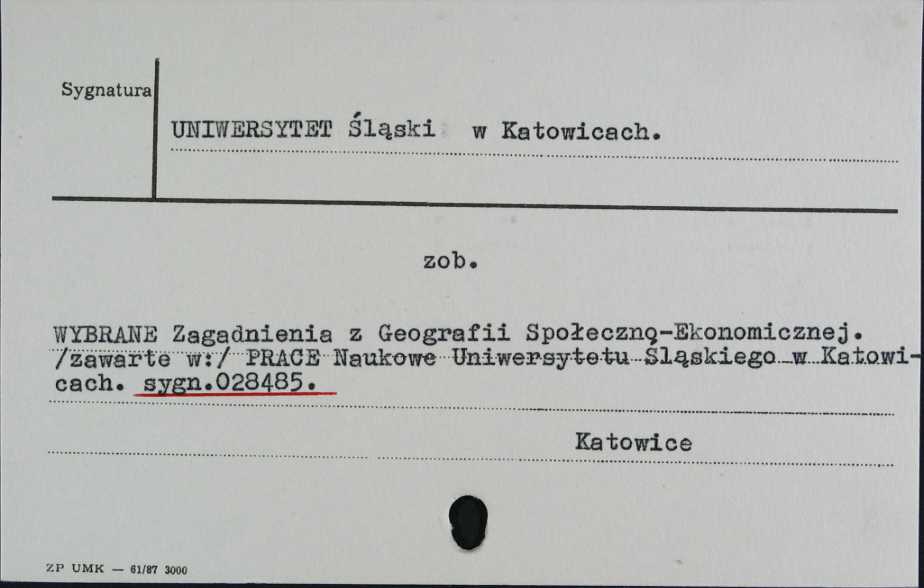 Sygnatura
UNIWERSYTET Śląski w Katowicach.
zob.
WYBRANE Zagadnienia z Geografii Społeczno-Ekonomicznej.
/zawarte w:/ PRACE Naukowe Uniwersytetu Śląskiego w Katowi-
cach. sygn.028485.
Katowice
ZP UMK — 61/87 3000